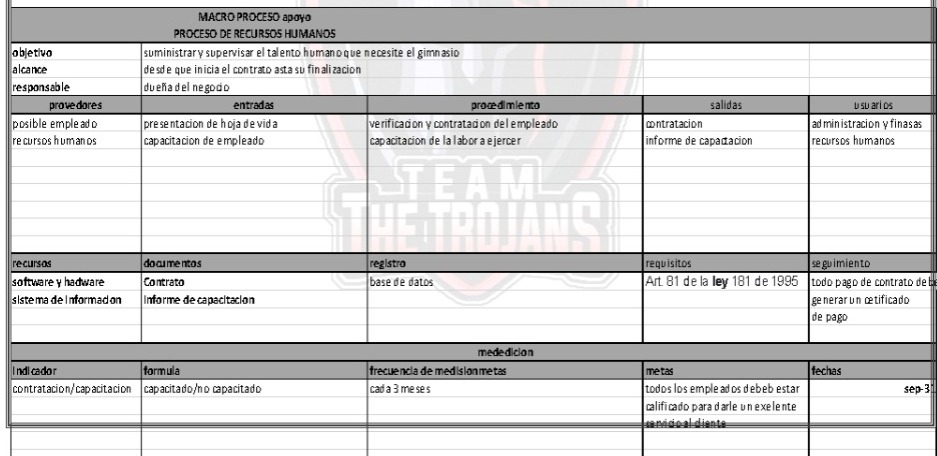 MACRO PROCESO apoyo
PROCESO DE RECURSOS HUMANOS
objetivo suministrar y supervisar el talento humano que necesite el gimnasio
alcance desde que inicia el contrato asta su finalizacion
responsable dueña del negocio
provedores entradas procedimiento salidas usuarios
posible empleado presentacion de hoja de vida verificacion y contratacion del empleado contratacion administracion y finasas
recursos humanos capacitacion de empleado capacitacion de la labor a ejercer informe de capactacion recursos humanos
TEAM
THE TROJANS
recursos documentos registro requisitos seguimiento
software y hadware Contrato base de datos Art. 81 de la ley 181 de 1995 todo pago de contrato debe
sistema de informacion Informe de capacitacion generar un cetificado
de pago
mededicion
Indicador formula frecuencia de medisionmetas metas fechas
contratacion/capacitacion capacitado/no capacitado cada 3 meses todos los empleados debeb estar sep-31
calificado para darle un exelente
servicio al cliente